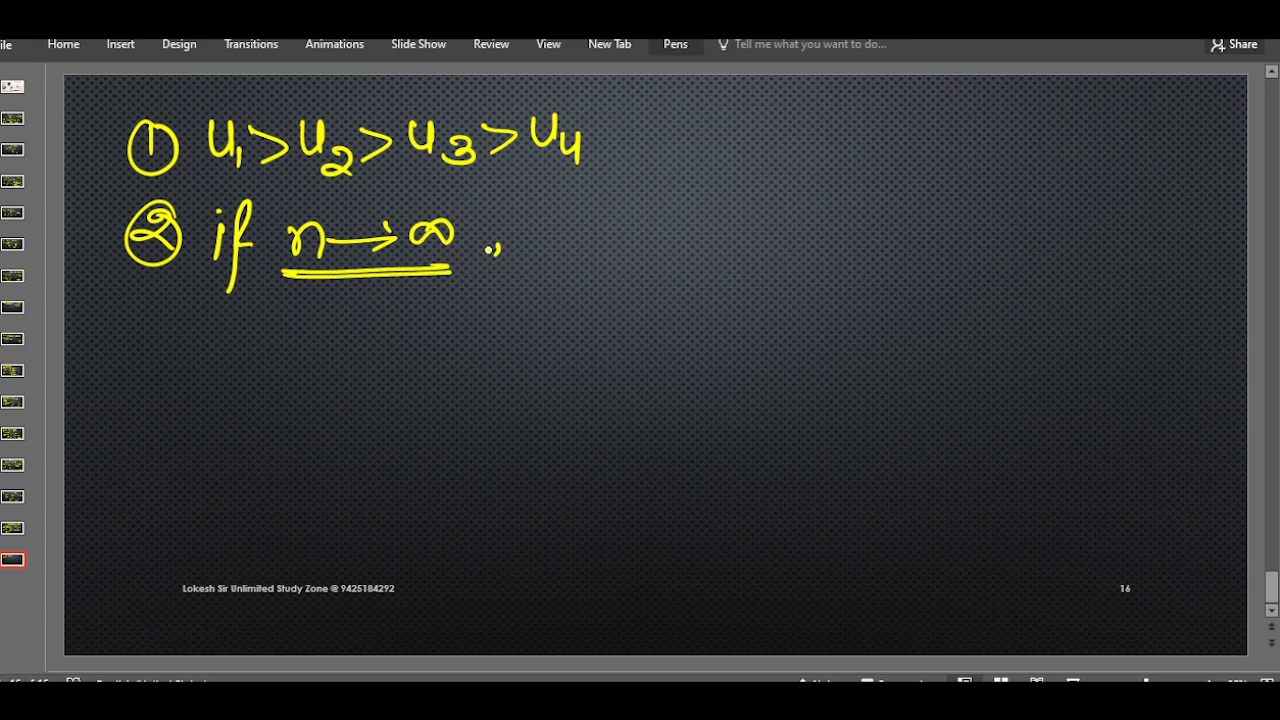 ile Home Insert Design Transitions Animations Slide Show Review View New Tab Pens Tell me what you want to do... Share
① U₁ > U₂ > U₃ > U₄
② if n → ∞ ,
Lokesh Sir Unlimited Study Zone @ 9425184292
16